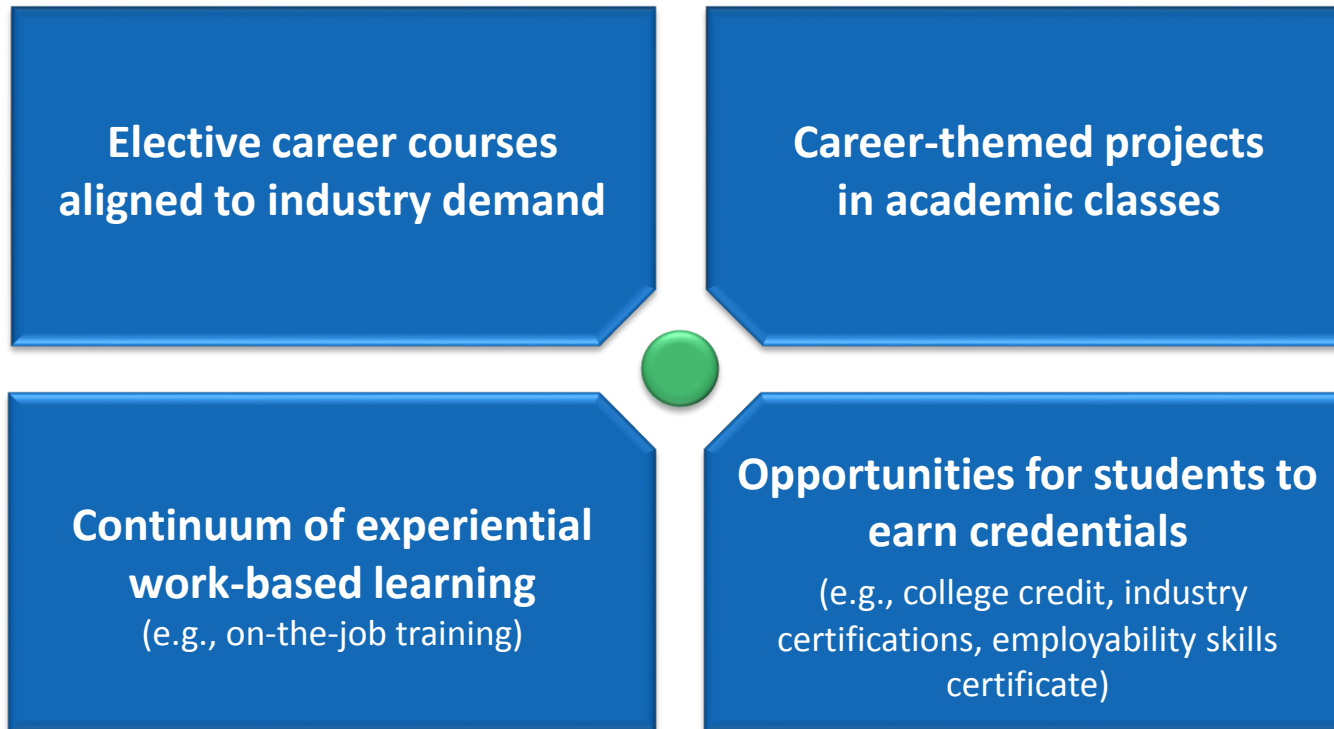 Elective career courses
aligned to industry demand
Career-themed projects
in academic classes
Continuum of experiential
work-based learning
(e.g., on-the-job training)
Opportunities for students to
earn credentials
(e.g., college credit, industry
certifications, employability skills
certificate)